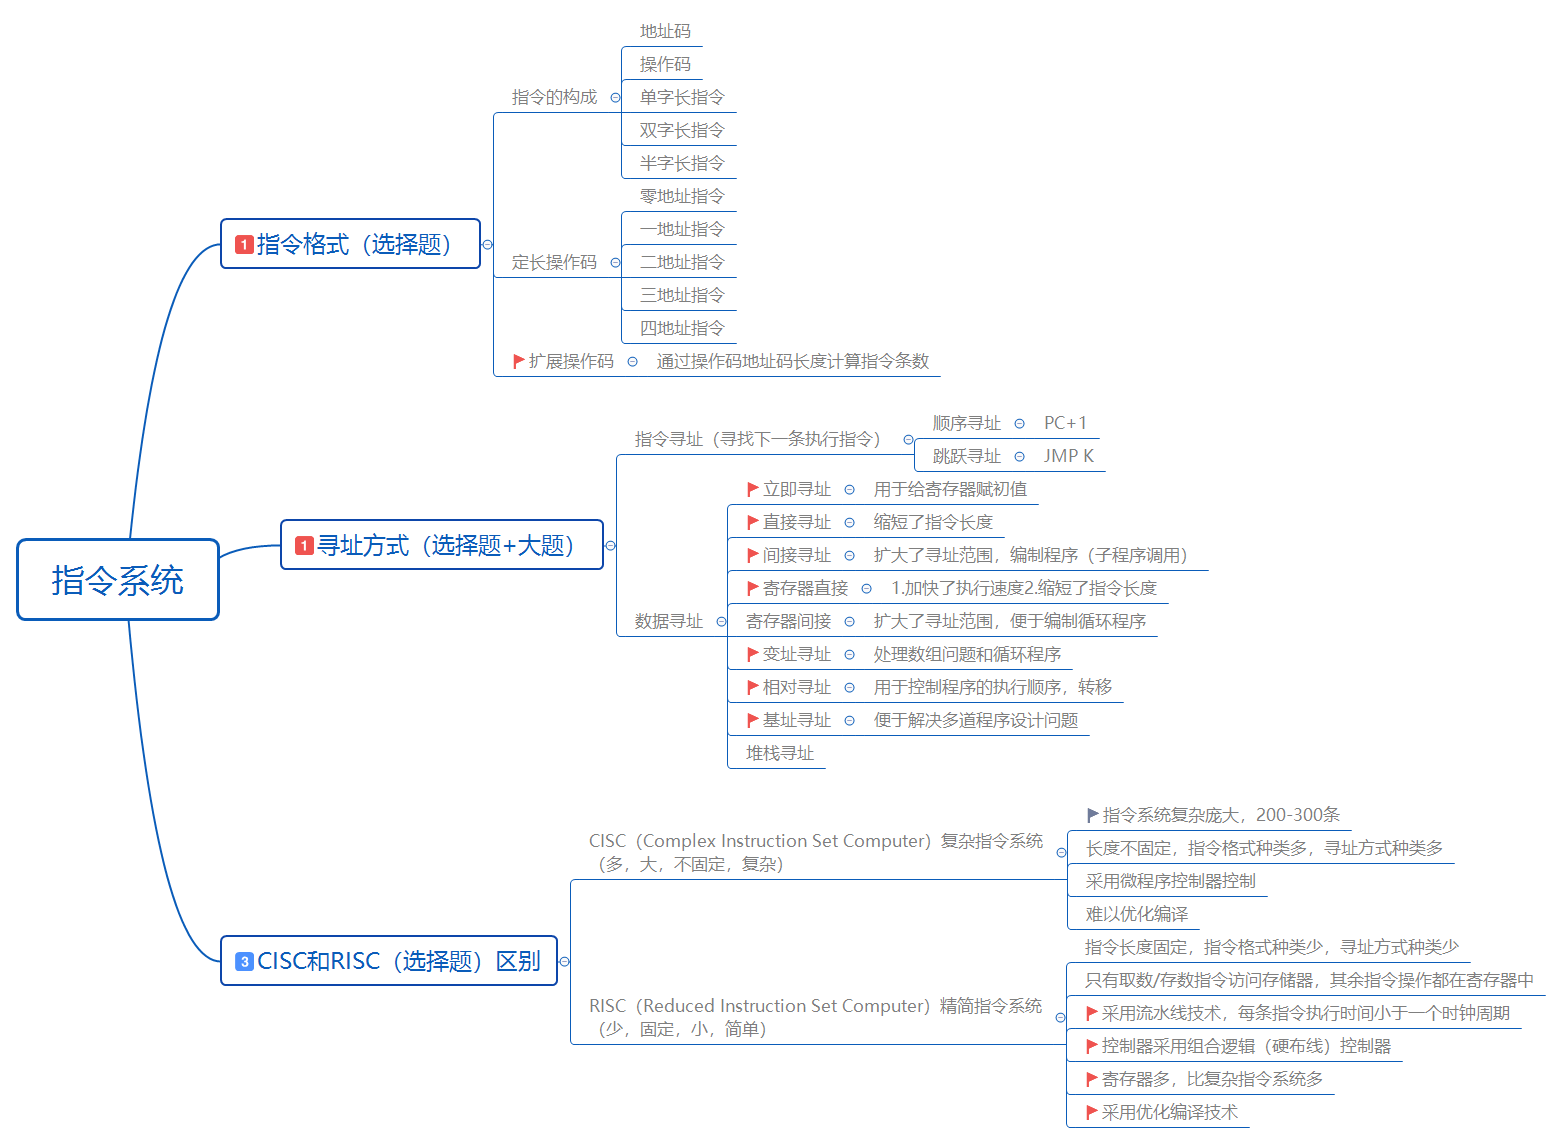 指令系统
1 指令格式（选择题）
指令的构成
地址码
操作码
单字长指令
双字长指令
半字长指令
定长操作码
零地址指令
一地址指令
二地址指令
三地址指令
四地址指令
扩展操作码
通过操作码地址码长度计算指令条数
1 寻址方式（选择题+大题）
指令寻址（寻找下一条执行指令）
顺序寻址
PC+1
跳跃寻址
JMP K
数据寻址
立即寻址
用于给寄存器赋初值
直接寻址
缩短了指令长度
间接寻址
扩大了寻址范围，编制程序（子程序调用）
寄存器直接
1.加快了执行速度2.缩短了指令长度
寄存器间接
扩大了寻址范围，便于编制循环程序
变址寻址
处理数组问题和循环程序
相对寻址
用于控制程序的执行顺序，转移
基址寻址
便于解决多道程序设计问题
堆栈寻址
3 CISC和RISC（选择题）区别
CISC（Complex Instruction Set Computer）复杂指令系统
（多，大，不固定，复杂）
指令系统复杂庞大，200-300条
长度不固定，指令格式种类多，寻址方式种类多
采用微程序控制器控制
难以优化编译
RISC（Reduced Instruction Set Computer）精简指令系统
（少，固定，小，简单）
指令长度固定，指令格式种类少，寻址方式种类少
只有取数/存数指令访问存储器，其余指令操作都在寄存器中
采用流水线技术，每条指令执行时间小于一个时钟周期
控制器采用组合逻辑（硬布线）控制器
寄存器多，比复杂指令系统多
采用优化编译技术